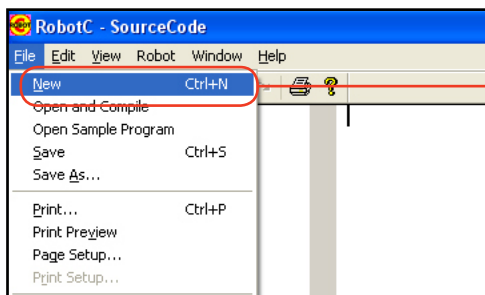 ROBOT
RobotC - SourceCode
File Edit View Robot Window Help
New Ctrl+N
Open and Compile
Open Sample Program
Save Ctrl+S
Save As...
Print... Ctrl+P
Print Preview
Page Setup...
Print Setup...